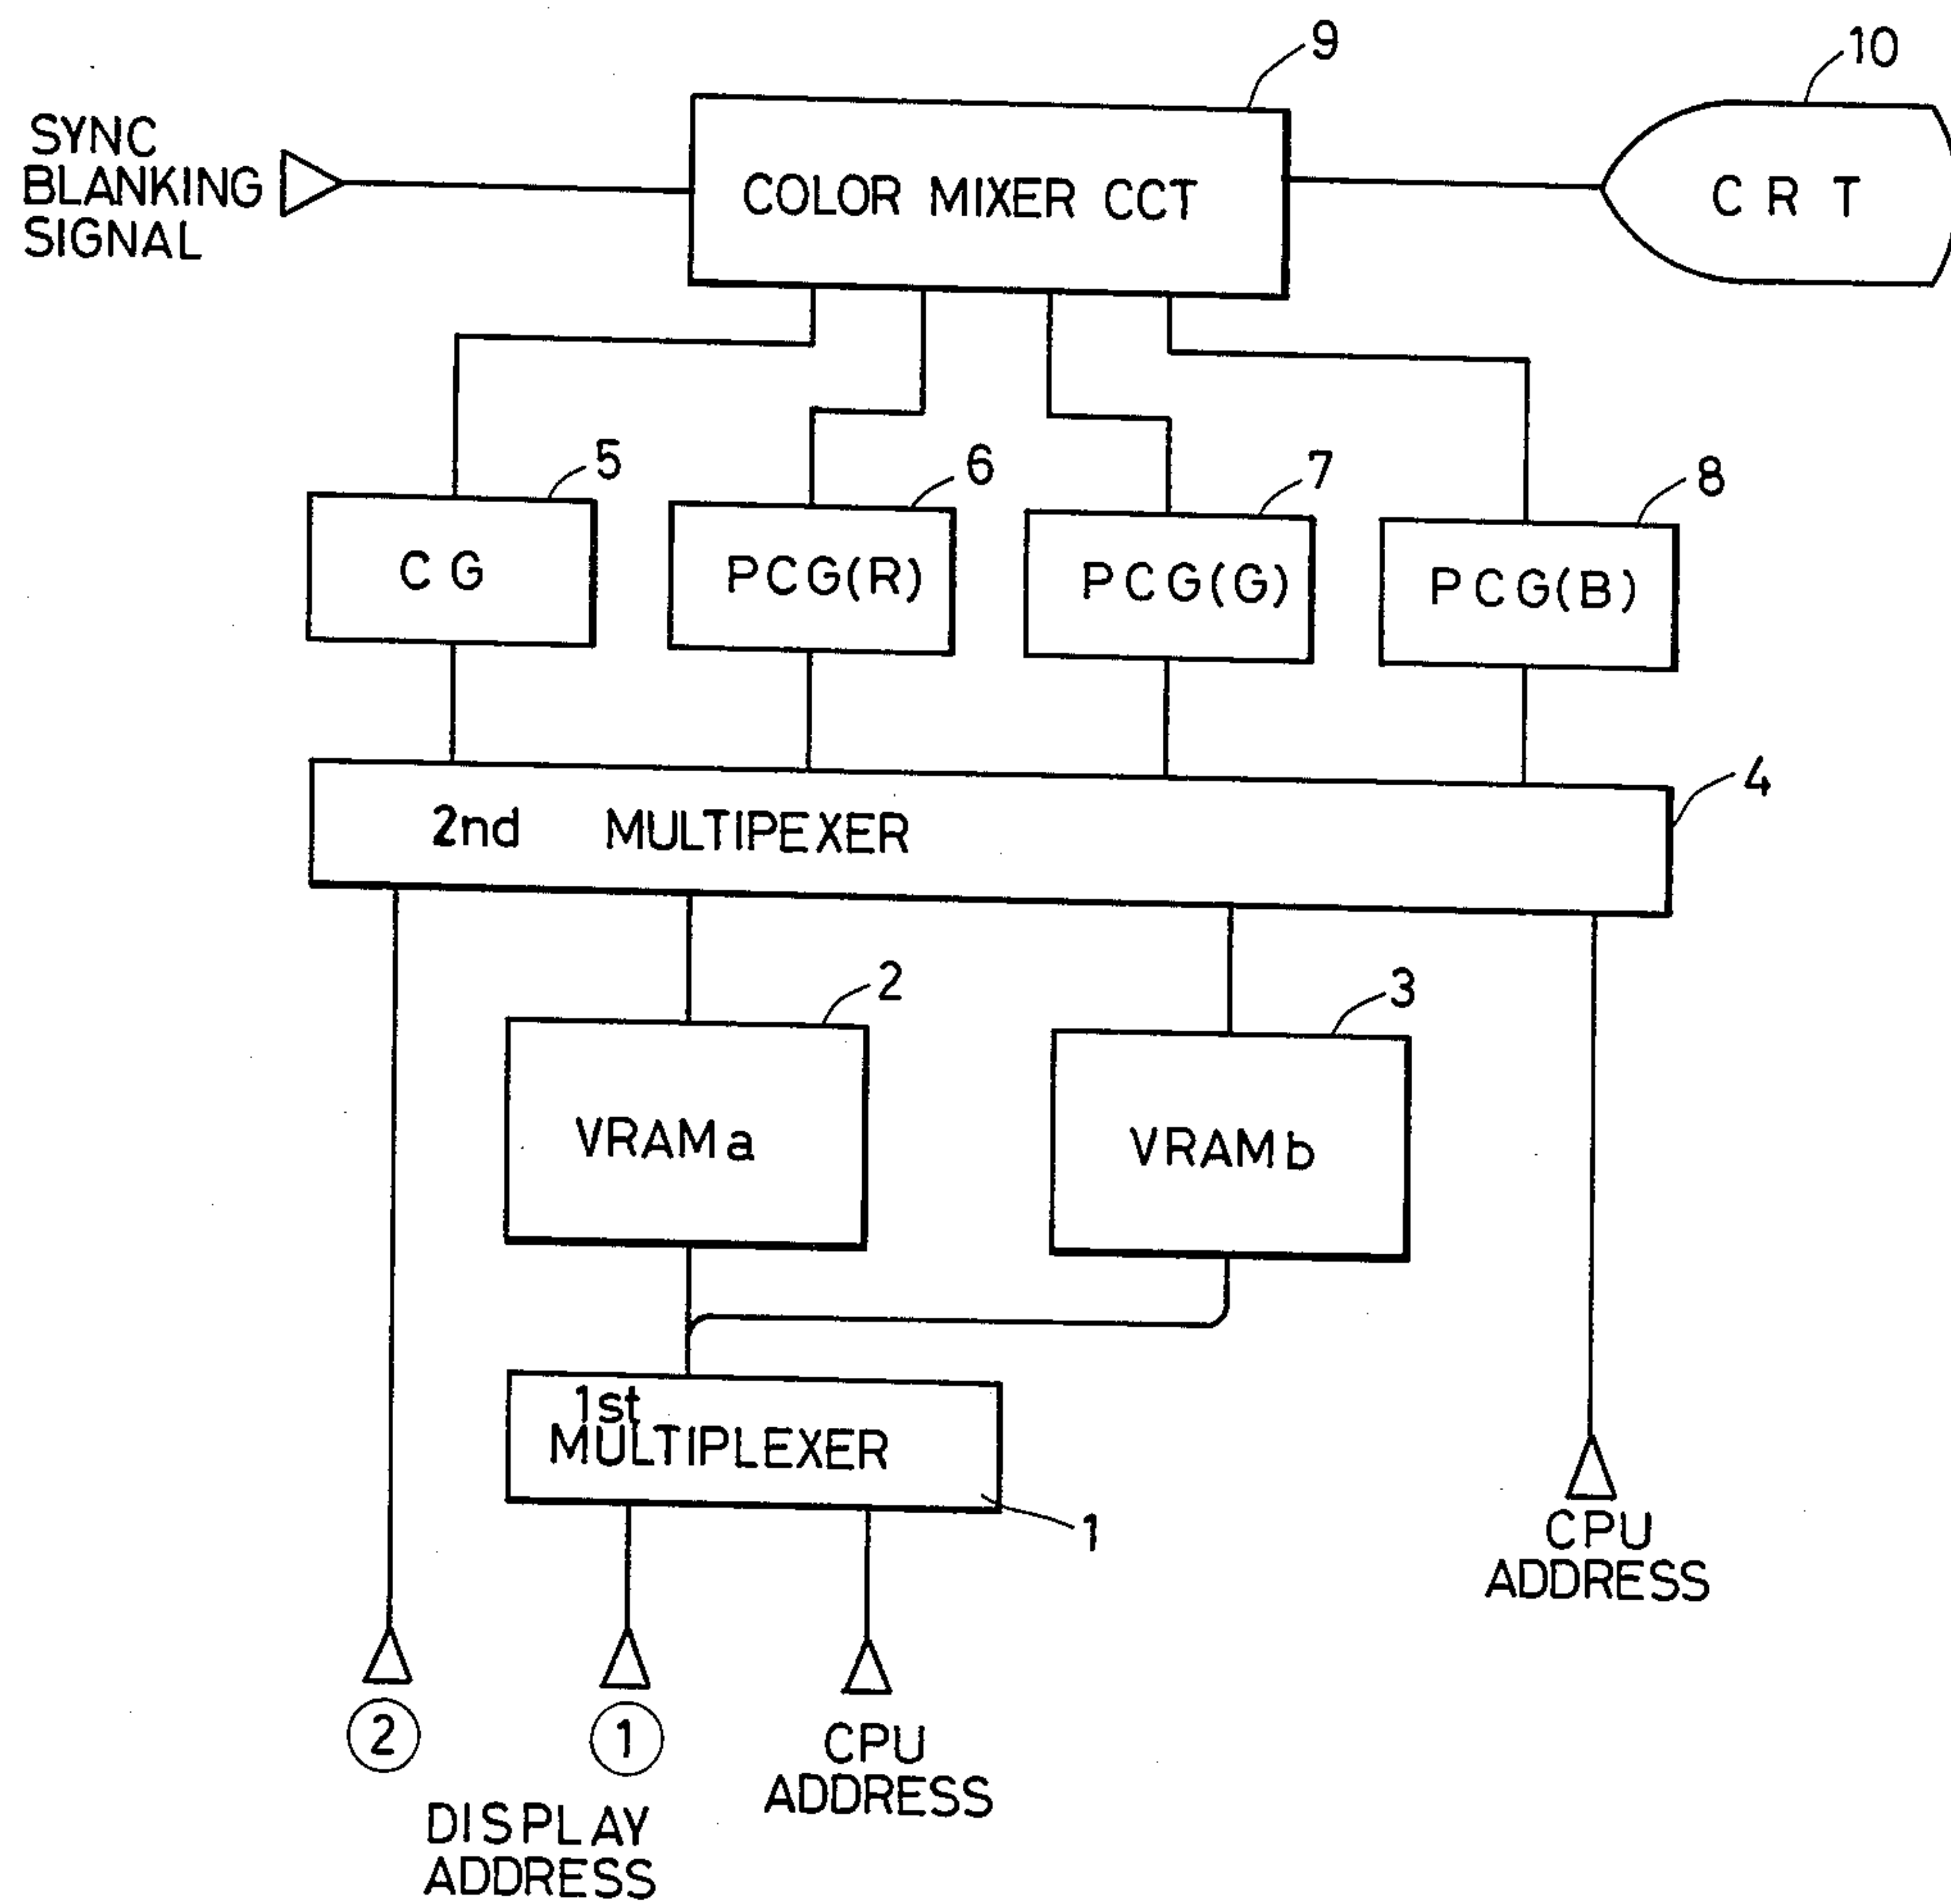 9
10
SYNC
BLANKING
SIGNAL
COLOR MIXER CCT
C R T
5
6
7
8
C G
PCG(R)
PCG(G)
PCG(B)
4
2nd MULTIPEXER
2
3
VRAMa
VRAMb
1st
MULTIPLEXER
1
CPU
ADDRESS
②
①
CPU
ADDRESS
DISPLAY
ADDRESS